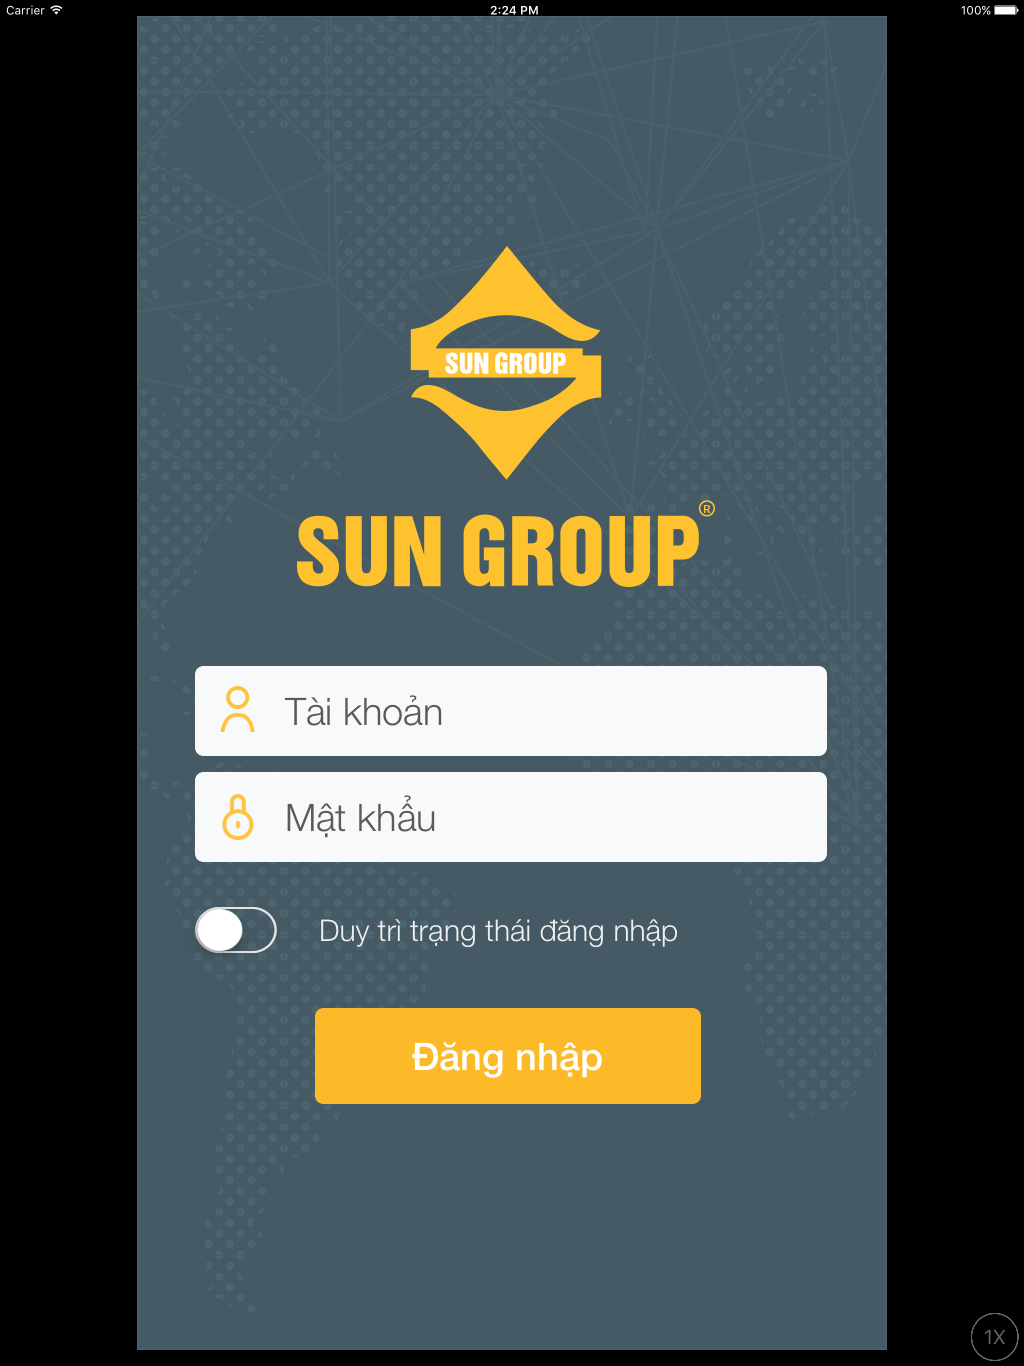 Carrier 2:24 PM 100%
SUN GROUP
SUN GROUP®
Tài khoản
Mật khẩu
Duy trì trạng thái đăng nhập
Đăng nhập
1X